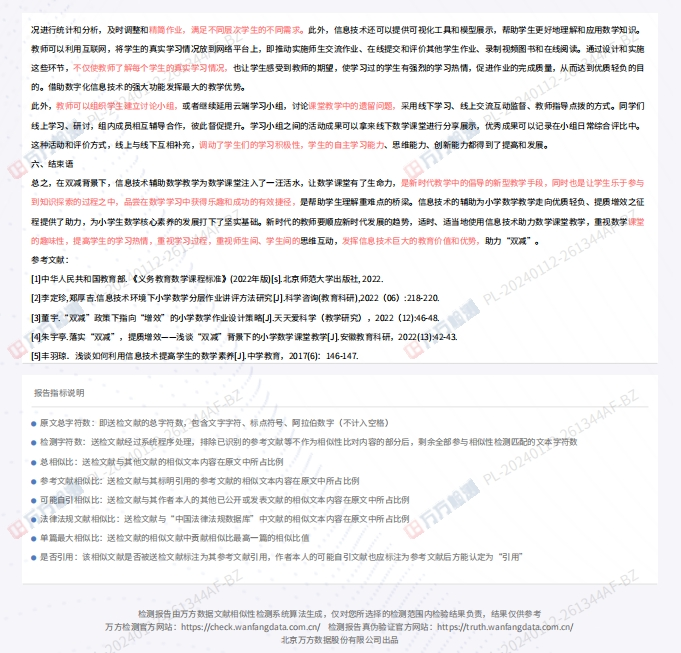 况进行统计和分析，及时调整和精简作业，满足不同层次学生的不同需求。此外，信息技术还可以提供可视化工具和模型展示，帮助学生更好地理解和应用数学知识。
教师可以利用互联网，将学生的真实学习情况放到网络平台上，即推动实施师生交流作业、在线提交和评价其他学生作业、录制视频图书和在线阅读。通过设计和实施
这些环节，不仅使教师了解每个学生的真实学习情况，也让学生感受到教师的期望，使学习过的学生有强烈的学习热情，促进作业的完成质量，从而达到优质轻负的目
的。借助数字化信息技术的强大功能发挥最大的教学优势。
此外，教师可以组织学生建立讨论小组，或者继续延用云端学习小组，讨论课堂教学中的遗留问题，采用线下学习、线上交流互动监督、教师指导点拨的方式。同学们
线上学习、研讨，组内成员相互辅导合作，彼此督促提升。学习小组之间的活动成果可以拿来线下数学课堂进行分享展示，优秀成果可以记录在小组日常综合评比中。
这种活动和评价方式，线上与线下互相补充，调动了学生们的学习积极性，学生的自主学习能力、思维能力、创新能力都得到了提高和发展。
六、结束语
总之，在双减背景下，信息技术辅助数学教学为数学课堂注入了一汪活水，让数学课堂有了生命力，是新时代教学中的倡导的新型教学手段，同时也是让学生乐于参与
到知识探索的过程之中，品尝在数学学习中获得乐趣和成功的有效捷径，是帮助学生理解重难点的桥梁。信息技术的辅助为小学数学教学走向优质轻负、提质增效之征
程提供了助力，为小学生数学核心素养的发展打下了坚实基础。新时代的教师要顺应新时代发展的趋势，适时、适当地使用信息技术助力数学课堂教学，重视数学课堂
的趣味性，提高学生的学习热情，重视学习过程，重视师生间、学生间的思维互动，发挥信息技术巨大的教育价值和优势，助力“双减”。
参考文献：
[1]中华人民共和国教育部.《义务教育数学课程标准》(2022年版)[s].北京师范大学出版社, 2022.
[2]李定珍,郑厚吉.信息技术环境下小学数学分层作业讲评方法研究[J].科学咨询(教育科研),2022（06）:218-220.
[3]董宇.“双减”政策下指向“增效”的小学数学作业设计策略[J].天天爱科学（教学研究），2022（12):46-48.
[4]朱宇亭.落实“双减”，提质增效——浅谈“双减”背景下的小学数学课堂教学[J].安徽教育科研，2022(13):42-43.
[5]丰羽琼．浅谈如何利用信息技术提高学生的数学素养[J].中学教育，2017(6)：146-147.
报告指标说明
原文总字符数：即送检文献的总字符数，包含文字字符、标点符号、阿拉伯数字（不计入空格）
检测字符数：送检文献经过系统程序处理，排除已识别的参考文献等不作为相似性比对内容的部分后，剩余全部参与相似性检测匹配的文本字符数
总相似比：送检文献与其他文献的相似文本内容在原文中所占比例
参考文献相似比：送检文献与其标明引用的参考文献的相似文本内容在原文中所占比例
可能自引相似比：送检文献与其作者本人的其他已公开或发表文献的相似文本内容在原文中所占比例
法律法规文献相似比：送检文献与“中国法律法规数据库”中文献的相似文本内容在原文中所占比例
单篇最大相似比：送检文献的相似文献中贡献相似比最高一篇的相似比值
是否引用：该相似文献是否被送检文献标注为其参考文献引用，作者本人的可能自引文献也应标注为参考文献后方能认定为“引用”
检测报告由万方数据文献相似性检测系统算法生成，仅对您所选择的检测范围内检验结果负责，结果仅供参考
万方检测官方网站：https://check.wanfangdata.com.cn/ 检测报告真伪验证官方网站：https://truth.wanfangdata.com.cn/
北京万方数据股份有限公司出品
万方检测 PL-20240112-261344AF-BZ